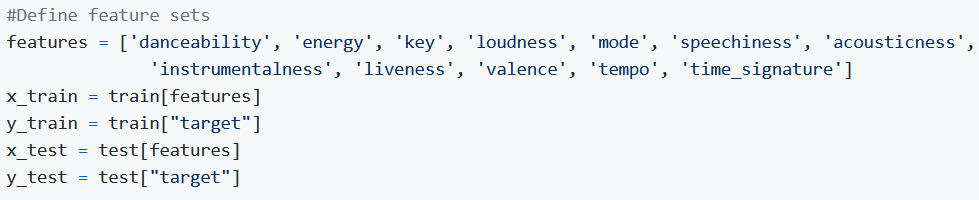 #Define feature sets
features = ['danceability', 'energy', 'key', 'loudness', 'mode', 'speechiness', 'acousticness',
'instrumentalness', 'liveness', 'valence', 'tempo', 'time_signature']
x_train = train[features]
y_train = train["target"]
x_test = test[features]
y_test = test["target"]